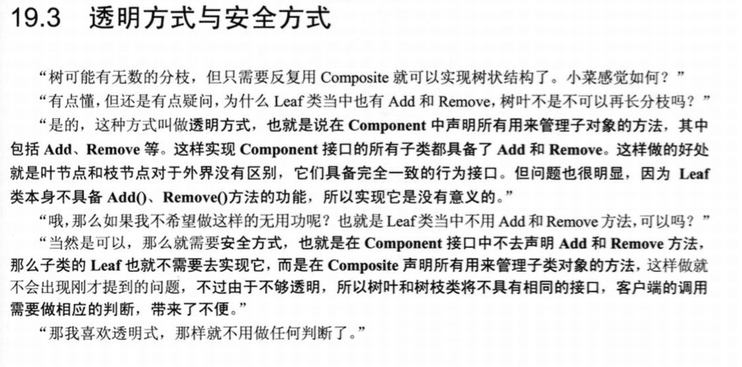 19.3 透明方式与安全方式
“树可能有无数的分枝，但只需要反复用 Composite 就可以实现树状结构了。小菜感觉如何？”
“有点懂，但还是有点疑问，为什么 Leaf 类当中也有 Add 和 Remove，树叶不是不可以再长分枝吗？”
“是的，这种方式叫做透明方式，也就是说在 Component 中声明所有用来管理子对象的方法，其中
包括 Add、Remove 等。这样实现 Component 接口的所有子类都具备了 Add 和 Remove。这样做的好处
就是叶节点和枝节点对于外界没有区别，它们具备完全一致的行为接口。但问题也很明显，因为 Leaf
类本身不具备 Add()、Remove()方法的功能，所以实现它是没有意义的。”
“哦，那么如果我不希望做这样的无用功呢？也就是 Leaf 类当中不用 Add 和 Remove 方法，可以吗？”
“当然是可以，那么就需要安全方式，也就是在 Component 接口中不去声明 Add 和 Remove 方法，
那么子类的 Leaf 也就不需要去实现它，而是在 Composite 声明所有用来管理子类对象的方法，这样做就
不会出现刚才提到的问题，不过由于不够透明，所以树叶和树枝类将不具有相同的接口，客户端的调用
需要做相应的判断，带来了不便。”
“那我喜欢透明式，那样就不用做任何判断了。”